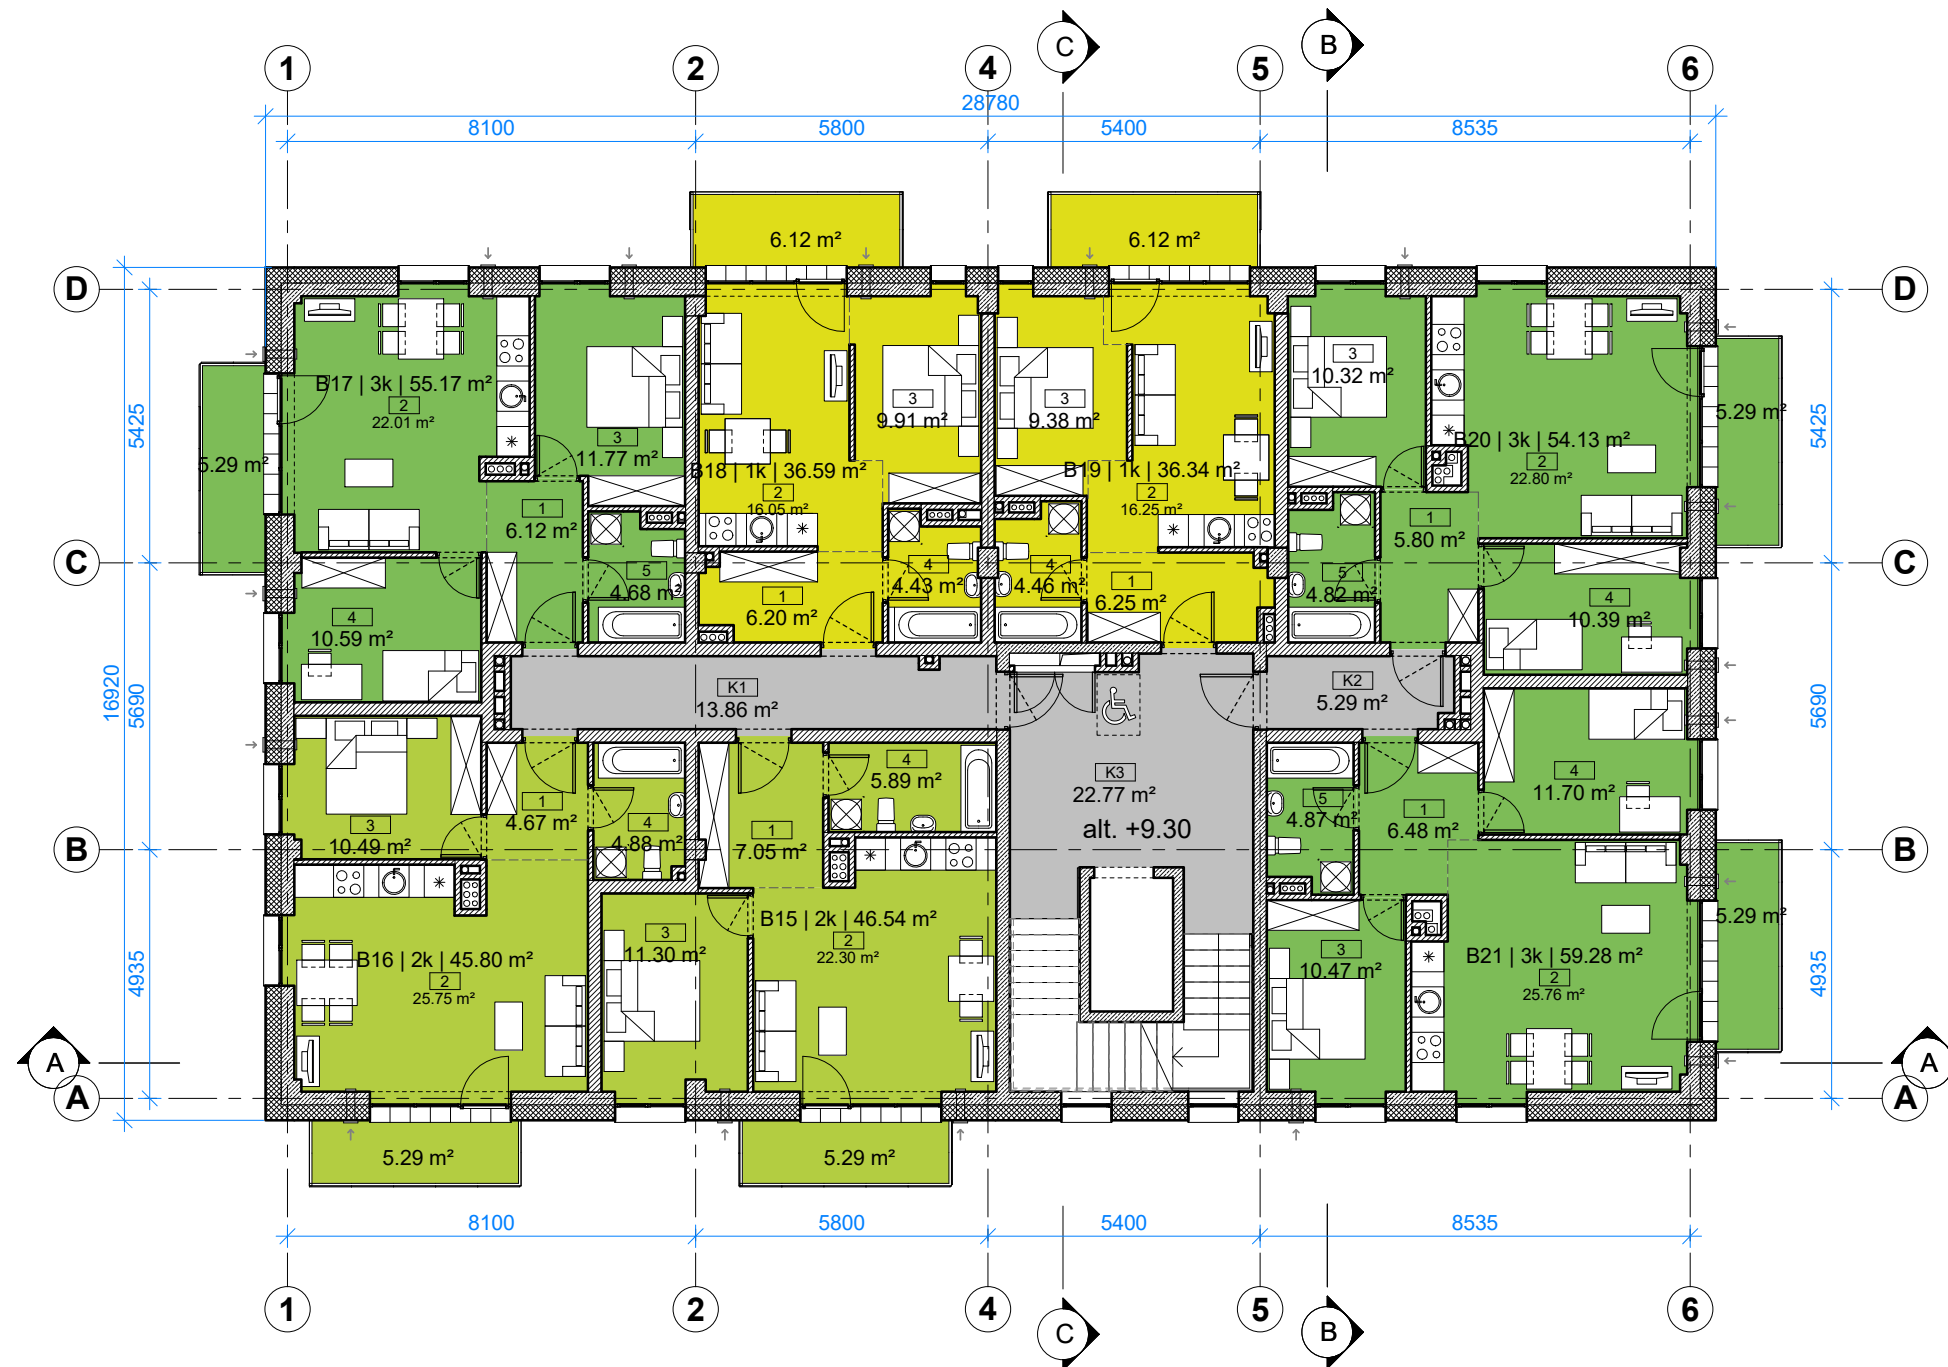 C
B
1
2
4
5
6
28780
8100
5800
5400
8535
6.12 m²
6.12 m²
D
D
B17 | 3k | 55.17 m²
2
22.01 m²
3
11.77 m²
5.29 m²
1
6.12 m²
5
4.68 m²
4
10.59 m²
B18 | 1k | 36.59 m²
2
16.05 m²
3
9.91 m²
4
4.43 m²
1
6.20 m²
B19 | 1k | 36.34 m²
2
16.25 m²
3
9.38 m²
4
4.46 m²
1
6.25 m²
3
10.32 m²
B20 | 3k | 54.13 m²
2
22.80 m²
5.29 m²
1
5.80 m²
5
4.82 m²
4
10.39 m²
5425
5425
C
C
16920
5690
5690
K1
13.86 m²
K2
5.29 m²
K3
22.77 m²
alt. +9.30
3
10.49 m²
1
4.67 m²
4
4.88 m²
B16 | 2k | 45.80 m²
2
25.75 m²
4
5.89 m²
1
7.05 m²
3
11.30 m²
B15 | 2k | 46.54 m²
2
22.30 m²
4
11.70 m²
5
4.87 m²
1
6.48 m²
3
10.47 m²
B21 | 3k | 59.28 m²
2
25.76 m²
5.29 m²
B
B
4935
4935
A
A
A
A
5.29 m²
5.29 m²
8100
5800
5400
8535
1
2
4
5
6
C
B